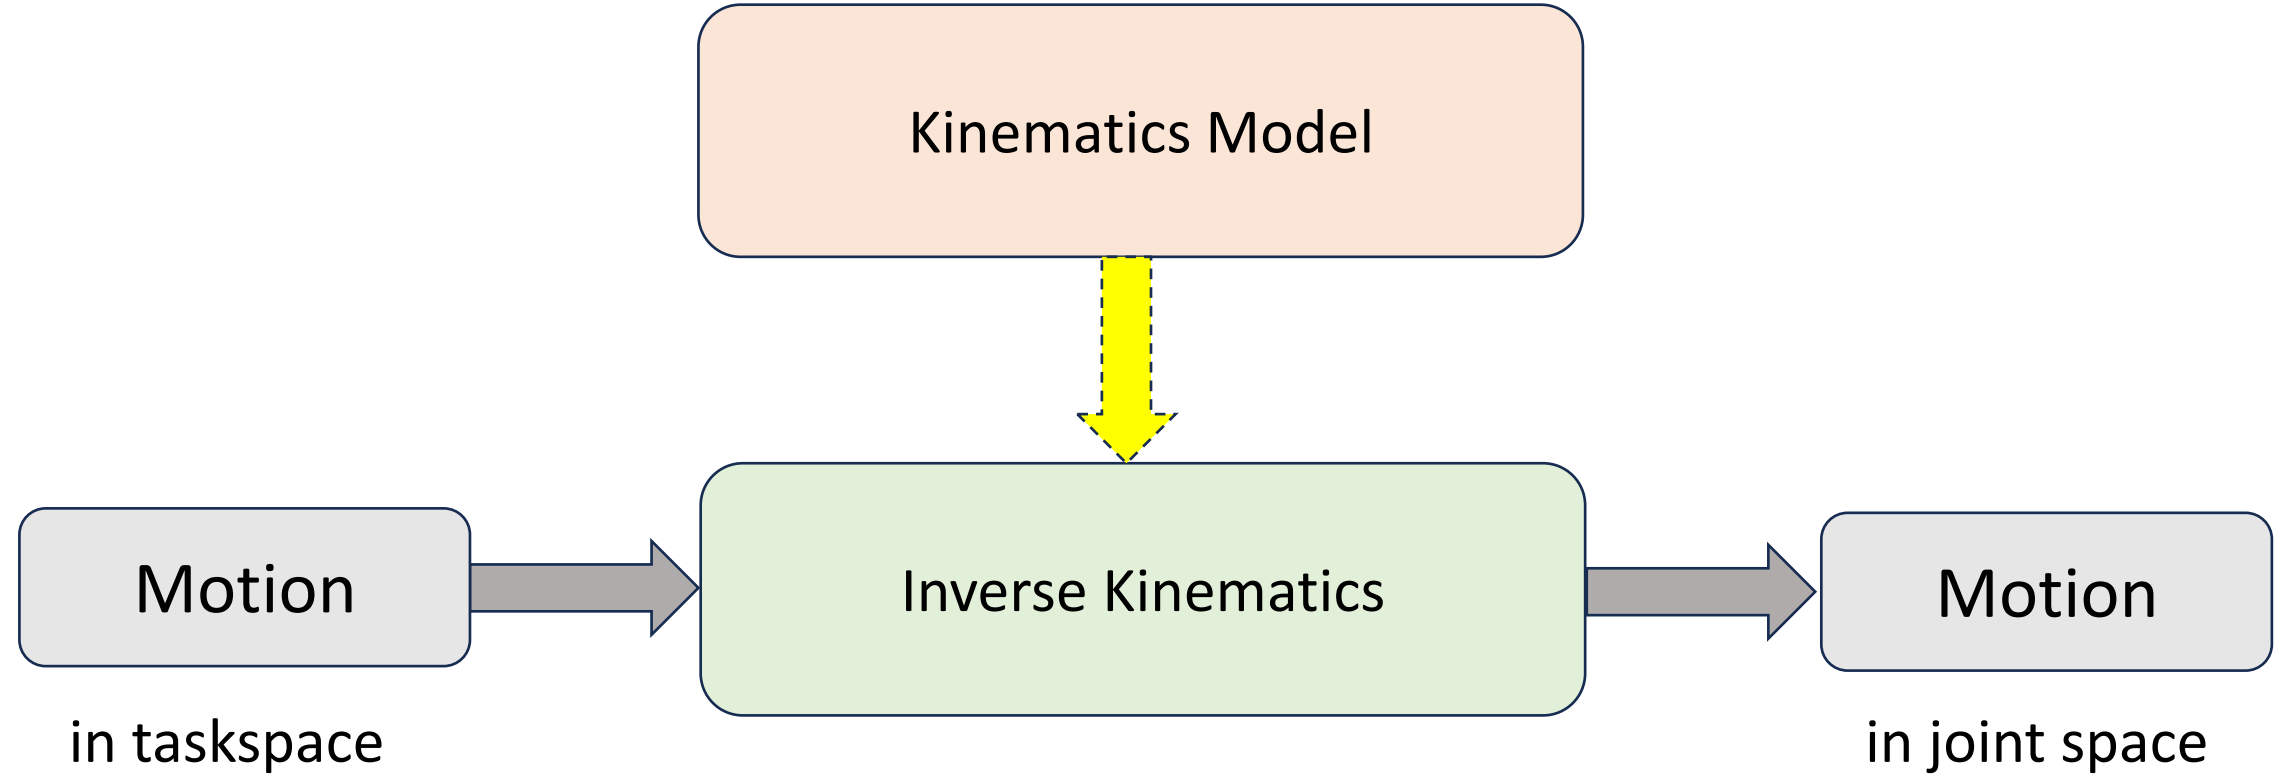 Kinematics Model
Motion
Inverse Kinematics
Motion
in taskspace
in joint space